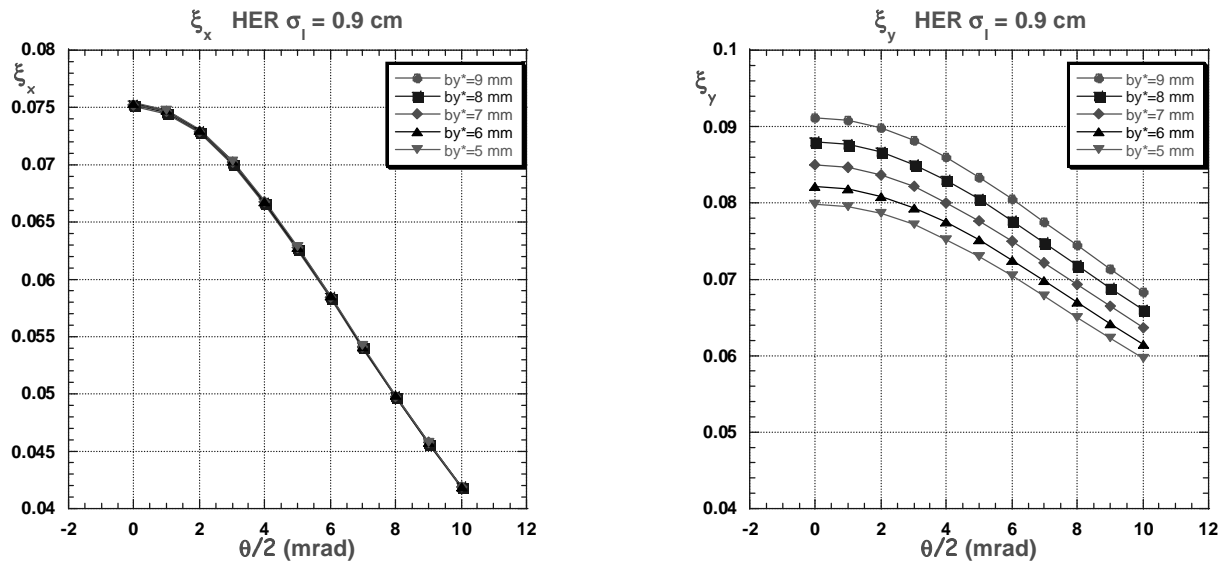 ξx HER σl = 0.9 cm
0.08
0.075
0.07
0.065
0.06
0.055
0.05
0.045
0.04
ξx
by*=9 mm
by*=8 mm
by*=7 mm
by*=6 mm
by*=5 mm
-2 0 2 4 6 8 10 12
θ/2 (mrad)
ξy HER σl = 0.9 cm
0.1
0.09
0.08
0.07
0.06
0.05
0.04
ξy
by*=9 mm
by*=8 mm
by*=7 mm
by*=6 mm
by*=5 mm
-2 0 2 4 6 8 10 12
θ/2 (mrad)